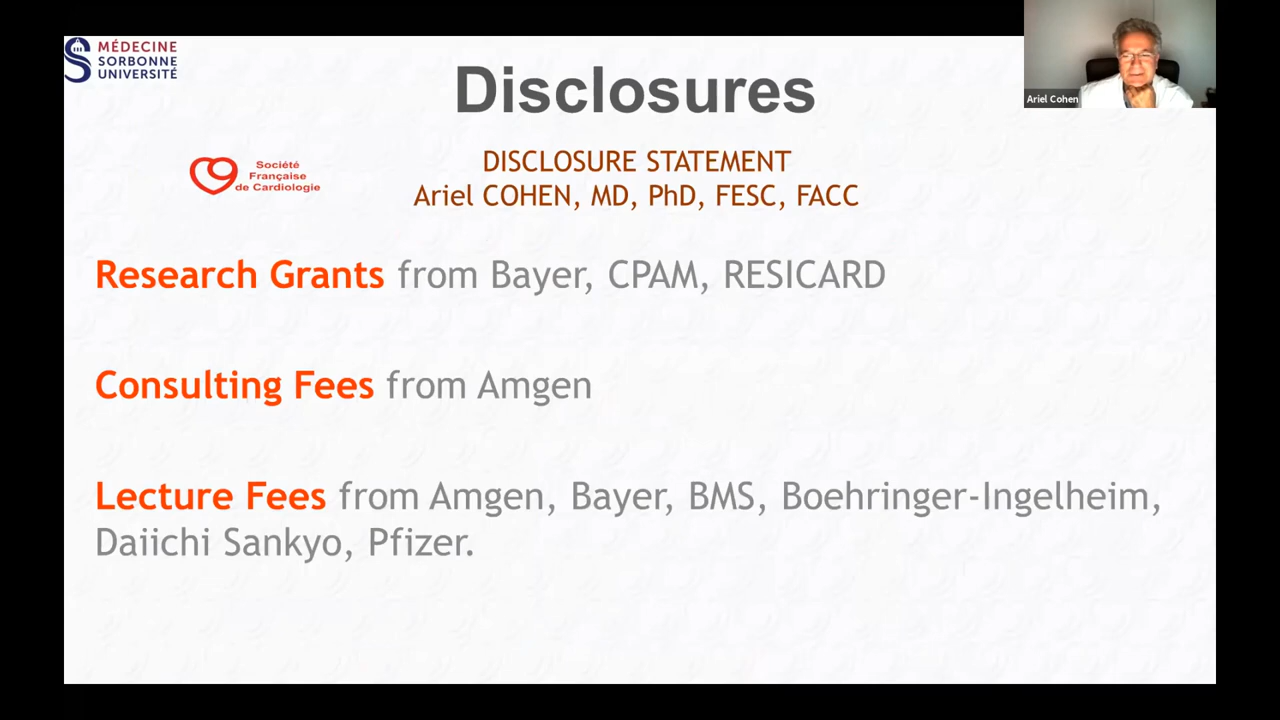 MÉDECINE
SORBONNE
UNIVERSITÉ
Disclosures
Ariel Cohen
Société
Française
de Cardiologie
DISCLOSURE STATEMENT
Ariel COHEN, MD, PhD, FESC, FACC
Research Grants from Bayer, CPAM, RESICARD
Consulting Fees from Amgen
Lecture Fees from Amgen, Bayer, BMS, Boehringer-Ingelheim,
Daiichi Sankyo, Pfizer.